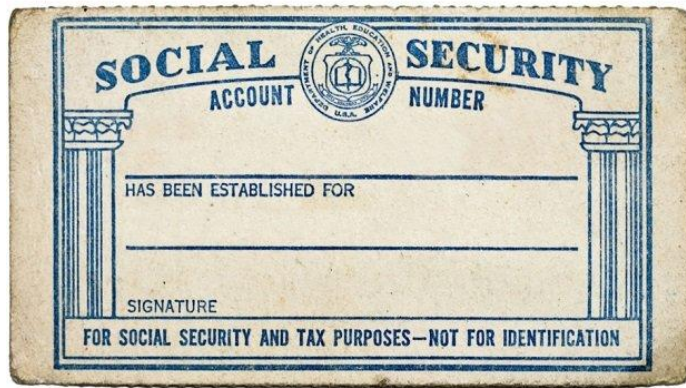 SOCIAL SECURITY
DEPARTMENT OF HEALTH, EDUCATION, AND WELFARE
U.S.A.
ACCOUNT NUMBER
HAS BEEN ESTABLISHED FOR
SIGNATURE
FOR SOCIAL SECURITY AND TAX PURPOSES—NOT FOR IDENTIFICATION